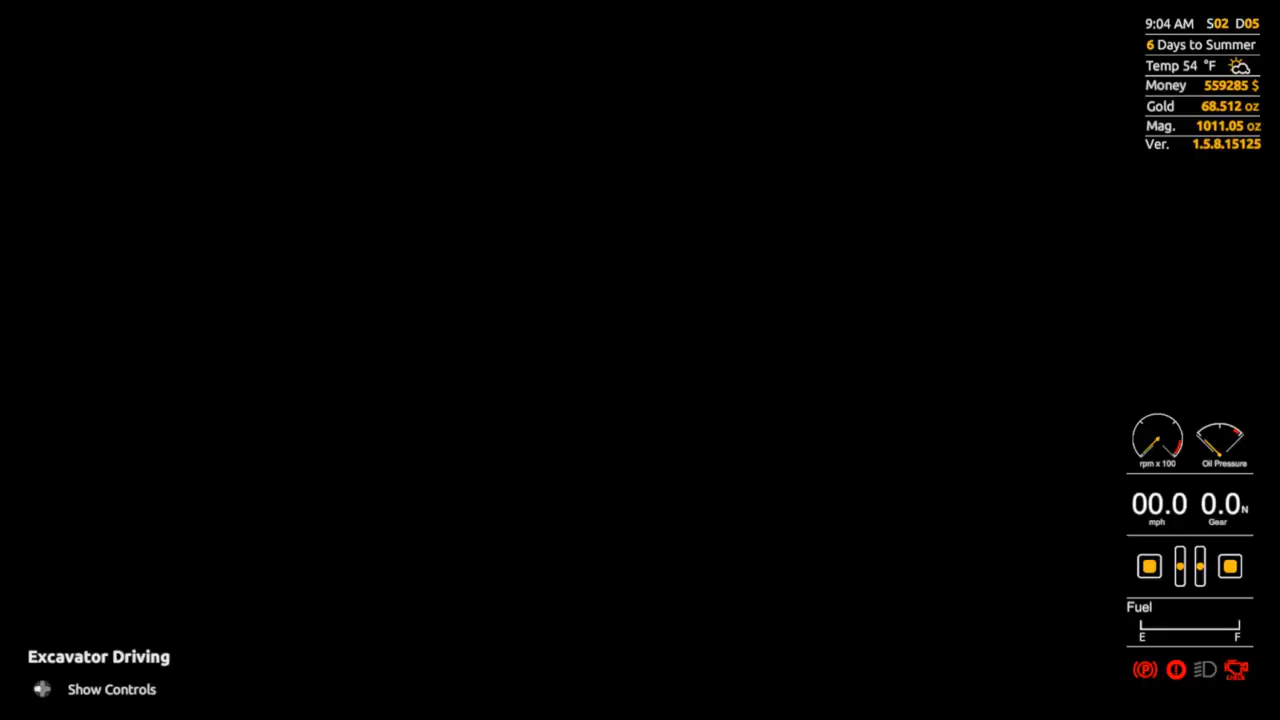 9:04 AM S02 D05
6 Days to Summer
Temp 54 °F
Money 559285 $
Gold 68.512 oz
Mag. 1011.05 oz
Ver. 1.5.8.15125
rpm x 100 Oil Pressure
00.0 0.0N
mph Gear
Fuel
E F
Excavator Driving
P CHECK
Show Controls